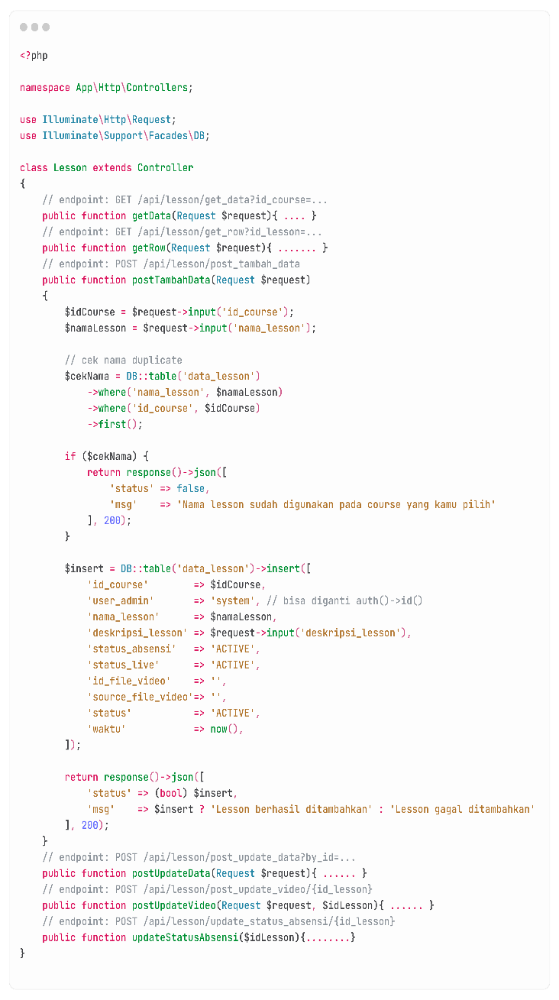 <?php

namespace App\Http\Controllers;

use Illuminate\Http\Request;
use Illuminate\Support\Facades\DB;

class Lesson extends Controller
{
    // endpoint: GET /api/lesson/get_data?id_course=...
    public function getData(Request $request){ .... }
    // endpoint: GET /api/lesson/get_row?id_lesson=...
    public function getRow(Request $request){ ....... }
    // endpoint: POST /api/lesson/post_tambah_data
    public function postTambahData(Request $request)
    {
        $idCourse = $request->input('id_course');
        $namaLesson = $request->input('nama_lesson');

        // cek nama duplicate
        $cekNama = DB::table('data_lesson')
            ->where('nama_lesson', $namaLesson)
            ->where('id_course', $idCourse)
            ->first();

        if ($cekNama) {
            return response()->json([
                'status' => false,
                'msg'    => 'Nama lesson sudah digunakan pada course yang kamu pilih'
            ], 200);
        }

        $insert = DB::table('data_lesson')->insert([
            'id_course'        => $idCourse,
            'user_admin'       => 'system', // bisa diganti auth()->id()
            'nama_lesson'      => $namaLesson,
            'deskripsi_lesson' => $request->input('deskripsi_lesson'),
            'status_absensi'   => 'ACTIVE',
            'status_live'      => 'ACTIVE',
            'id_file_video'    => '',
            'source_file_video'=> '',
            'status'           => 'ACTIVE',
            'waktu'            => now(),
        ]);

        return response()->json([
            'status' => (bool) $insert,
            'msg'    => $insert ? 'Lesson berhasil ditambahkan' : 'Lesson gagal ditambahkan'
        ], 200);
    }
    // endpoint: POST /api/lesson/post_update_data?by_id=...
    public function postUpdateData(Request $request){ ...... }
    // endpoint: POST /api/lesson/post_update_video/{id_lesson}
    public function postUpdateVideo(Request $request, $idLesson){ ...... }
    // endpoint: POST /api/lesson/update_status_absensi/{id_lesson}
    public function updateStatusAbsensi($idLesson){........}
}